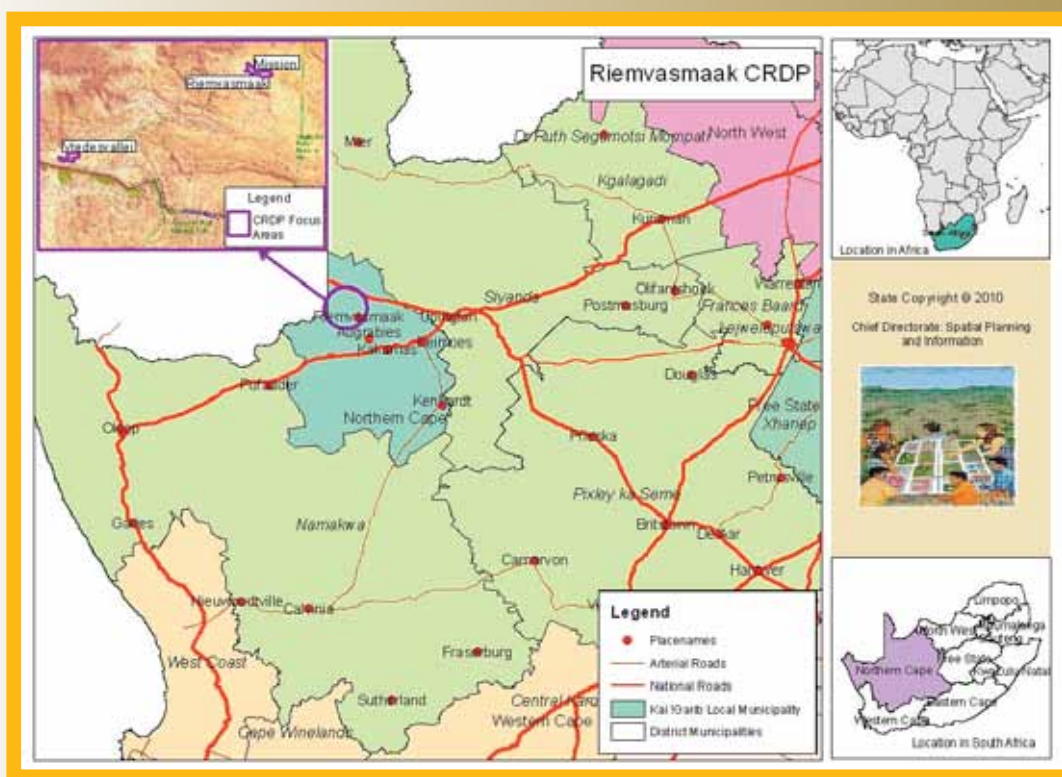 Riemvasmaak CRDP
Mission
Riemvasmaak
Vredesvallei
Legend
CRDP Focus
Areas
Mier
Dr Ruth Segomotsi Mompati
North West
Kgalagadi
Kuruman
Siyanda
Olifantshoek
Postmasburg
Warrenton
Frances Baard
Lejweleputswa
Riemvasmaak
Augrabies
Upington
Keimoes
Kakamas
Pofadder
Douglas
Kenhardt
Northern Cape
Free State
Xhariep
Okiep
Prieska
Petrusville
Pixley ka Seme
Namakwa
Garies
Britstown
De Aar
Carnarvon
Hanover
Nieuwoudtville
Calvinia
West Coast
Fraserburg
Sutherland
Central Karoo
Western Cape
Cape Winelands
Legend
Placenames
Arterial Roads
National Roads
Kai !Garib Local Municipality
District Municipalities
Location in Africa
State Copyright © 2010
Chief Directorate: Spatial Planning
and Information
Limpopo
Mpumalanga
North West
Gauteng
Free State
KwaZulu Natal
Northern Cape
Eastern Cape
Western Cape
Location in South Africa